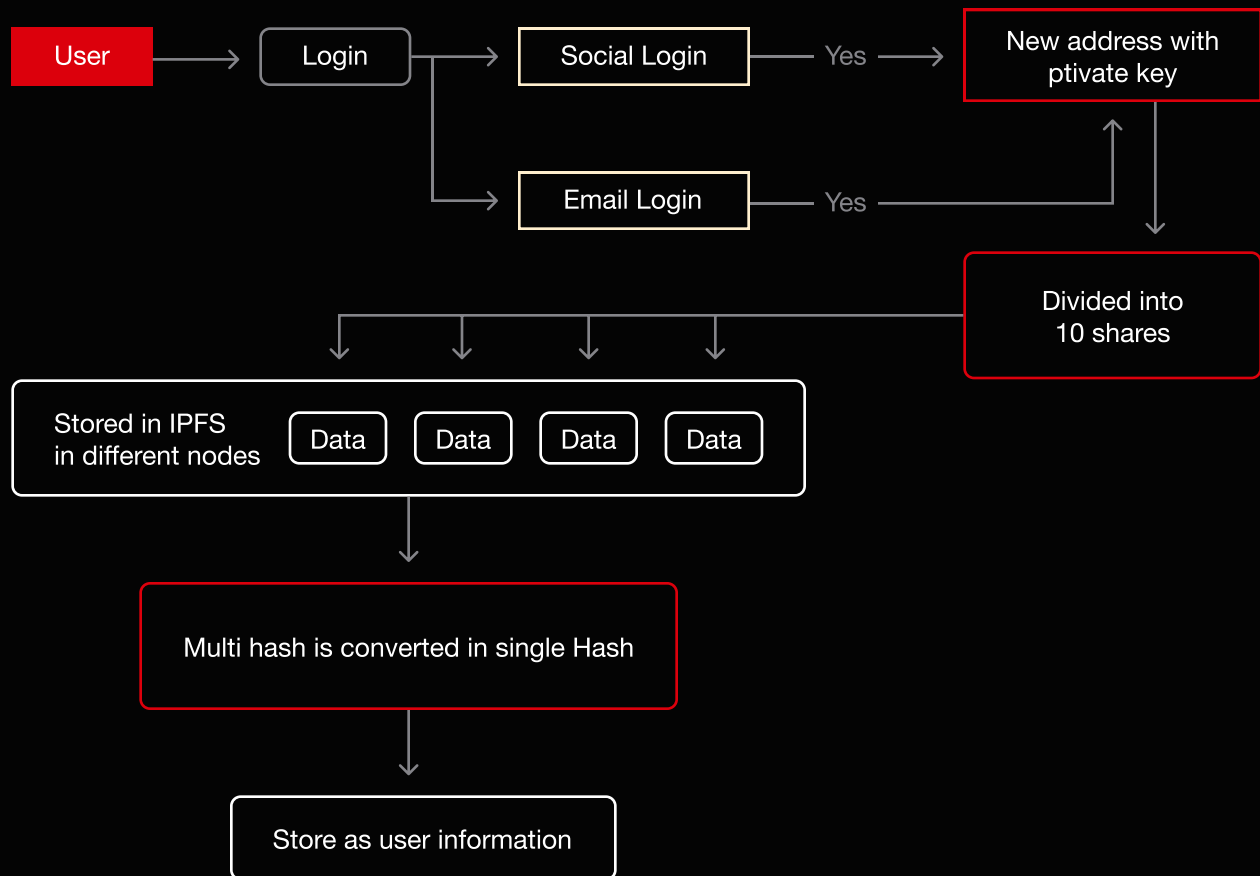 User
Login
Social Login
Yes
New address with
ptivate key
Email Login
Yes
Divided into
10 shares
Stored in IPFS
in different nodes
Data
Data
Data
Data
Multi hash is converted in single Hash
Store as user information